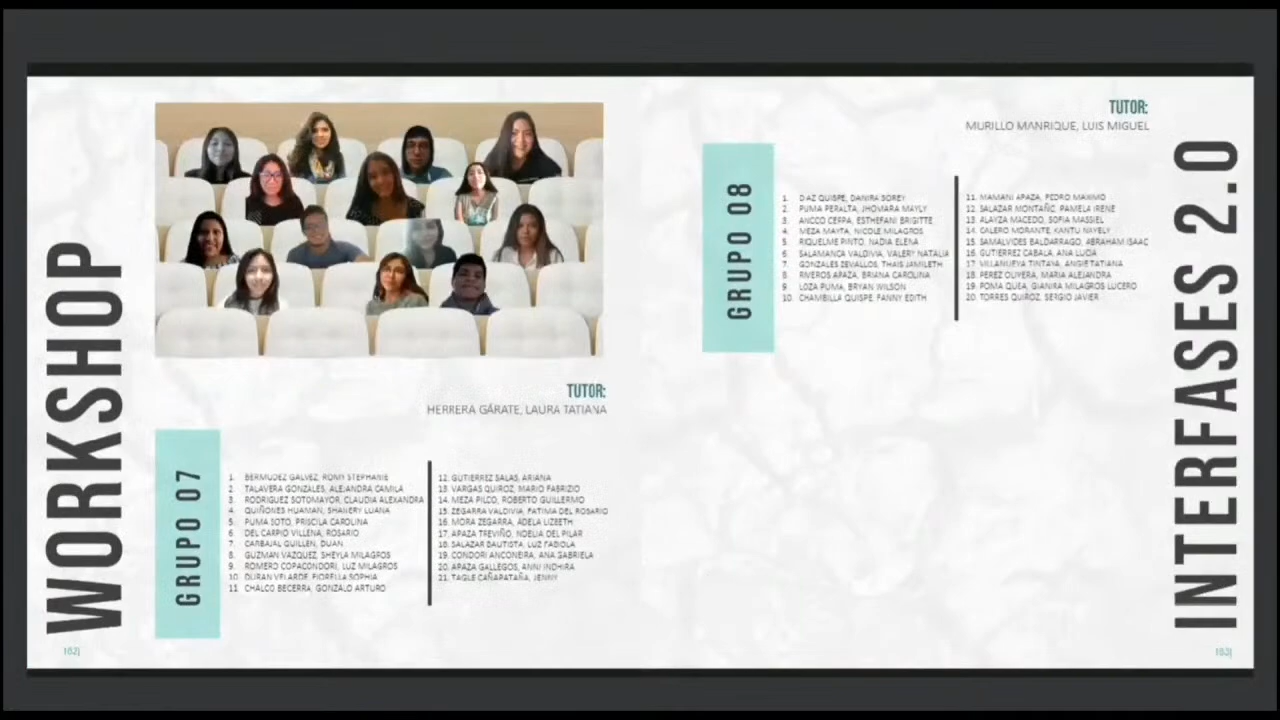 WORKSHOP
TUTOR:
HERRERA GÁRATE, LAURA TATIANA
GRUPO 07
1. BERMUDEZ GALVEZ, ROMY STEPHANIE
2. TALAVERA GONZALES, ALEJANDRA CAMILA
3. RODRIGUEZ SOTOMAYOR, CLAUDIA ALEXANDRA
4. QUIÑONES HUAMAN, SHANERY LUANA
5. PUMA SOTO, PRISCILA CAROLINA
6. DEL CARPIO VILLENA, ROSARIO
7. CARBAJAL GUILLEN, DUAN
8. GUZMAN VAZQUEZ, SHEYLA MILAGROS
9. ROMERO COPACONDORI, LUZ MILAGROS
10. DURAN VELARDE, FIORELLA SOPHIA
11. CHALCO BECERRA, GONZALO ARTURO
12. GUTIERREZ SALAS, ARIANA
13. VARGAS QUIROZ, MARIO FABRIZIO
14. MEZA PILCO, ROBERTO GUILLERMO
15. ZEGARRA VALDIVIA, FATIMA DEL ROSARIO
16. MORA ZEGARRA, ADELA LIZEETH
17. APAZA TREVIÑO, NOELIA DEL PILAR
18. SALAZAR BAUTISTA, LUZ FABIOLA
19. CONDORI ANCONEIRA, ANA GABRIELA
20. APAZA GALLEGOS, ANNI INDHIRA
21. TAGLE CAÑAPATAÑA, JENNY
162|
TUTOR:
MURILLO MANRIQUE, LUIS MIGUEL
GRUPO 08
1. DIAZ QUISPE, DANIRA SOREY
2. PUMA PERALTA, JHOMARA MAYLY
3. ANCCO CEPPA, ESTHEFANI BRIGITTE
4. MEZA MAYTA, NICOLE MILAGROS
5. RIQUELME PINTO, NADIA ELENA
6. SALAMANCA VALDIVIA, VALERY NATALIA
7. GONZALES ZEVALLOS, THAIS JAMILETH
8. RIVEROS APAZA, BRIANA CAROLINA
9. LOZA PUMA, BRYAN WILSON
10. CHAMBILLA QUISPE, FANNY EDITH
11. MAMANI APAZA, PEDRO MAXIMO
12. SALAZAR MONTAÑO, PAMELA IRENE
13. ALAYZA MACEDO, SOFIA MASSIEL
14. CALERO MORANTE, KANTU NAYELY
15. SAMALVIDES BALDARRAGO, ABRAHAM ISAAC
16. GUTIERREZ CABALA, ANA LUCIA
17. VILLANUEVA TINTAYA, ANGIE TATIANA
18. PEREZ OLIVERA, MARIA ALEJANDRA
19. POMA QUEA, GIANIRA MILAGROS LUCERO
20. TORRES QUIROZ, SERGIO JAVIER
INTERFASES 2.0
163|